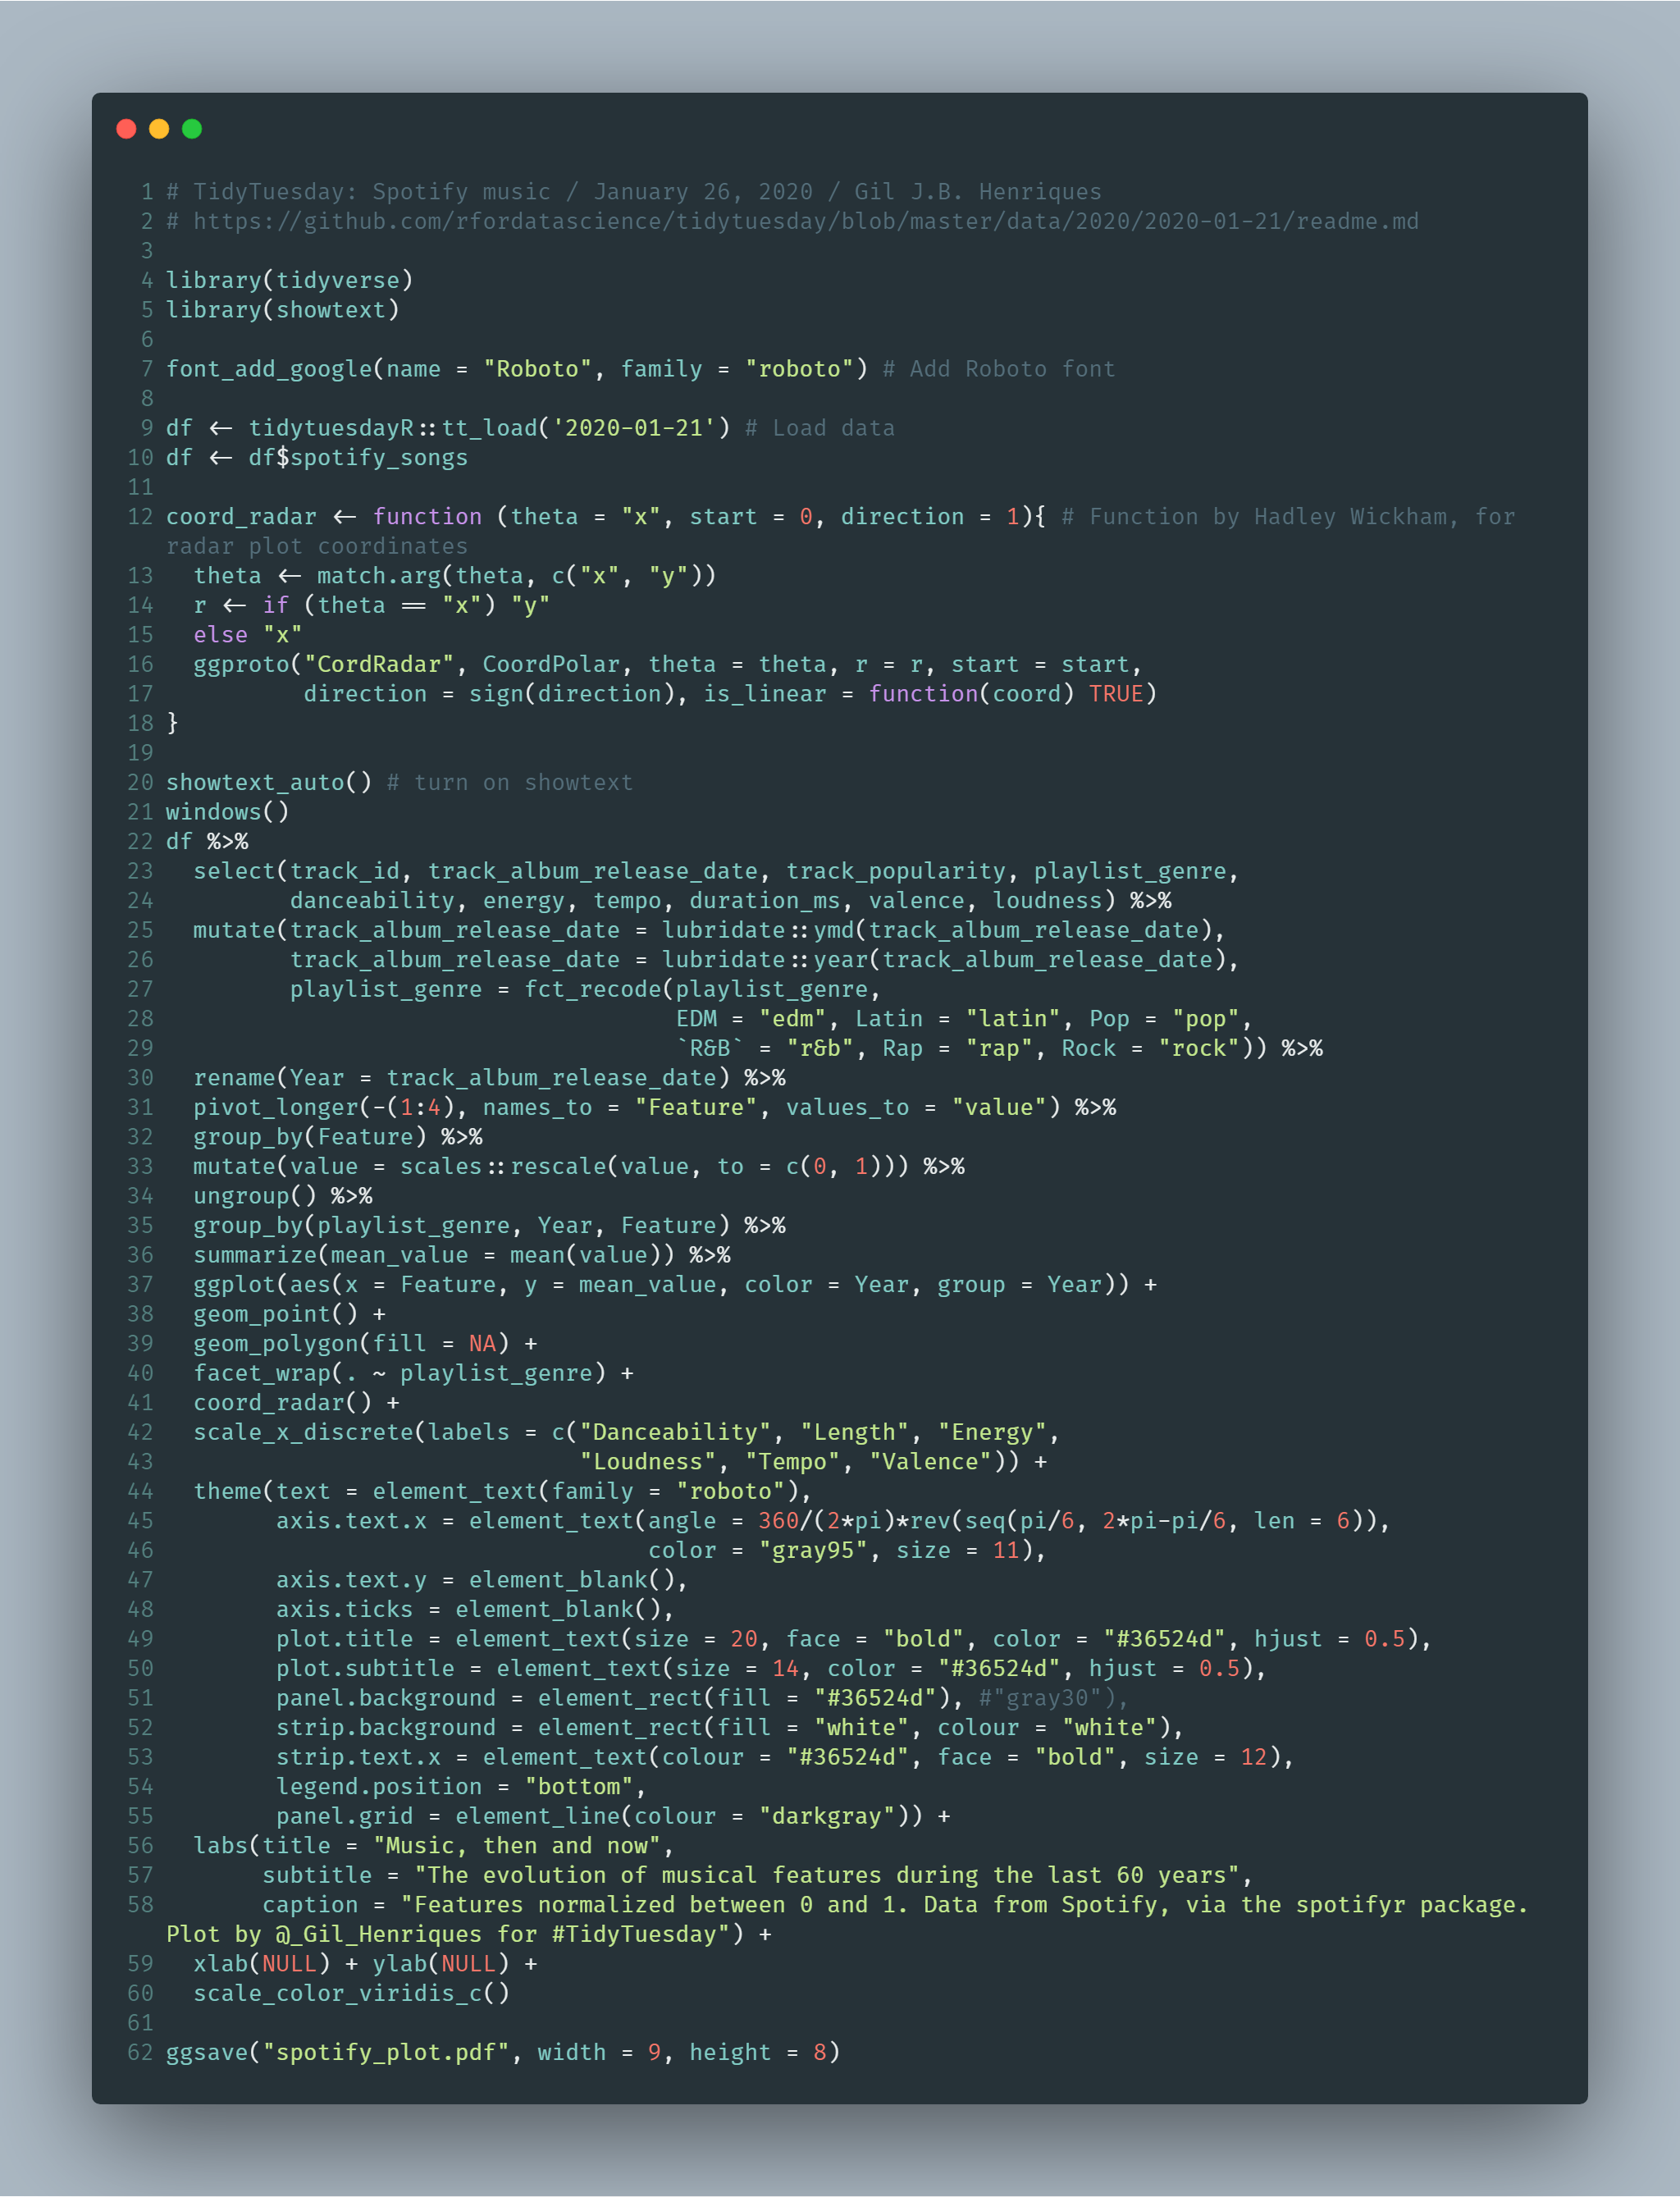 1 # TidyTuesday: Spotify music / January 26, 2020 / Gil J.B. Henriques
2 # https://github.com/rfordatascience/tidytuesday/blob/master/data/2020/2020-01-21/readme.md
3
4 library(tidyverse)
5 library(showtext)
6
7 font_add_google(name = "Roboto", family = "roboto") # Add Roboto font
8
9 df <- tidytuesdayR::tt_load('2020-01-21') # Load data
10 df <- df$spotify_songs
11
12 coord_radar <- function (theta = "x", start = 0, direction = 1){ # Function by Hadley Wickham, for
radar plot coordinates
13   theta <- match.arg(theta, c("x", "y"))
14   r <- if (theta == "x") "y"
15   else "x"
16   ggproto("CordRadar", CoordPolar, theta = theta, r = r, start = start,
17           direction = sign(direction), is_linear = function(coord) TRUE)
18 }
19
20 showtext_auto() # turn on showtext
21 windows()
22 df %>%
23   select(track_id, track_album_release_date, track_popularity, playlist_genre,
24          danceability, energy, tempo, duration_ms, valence, loudness) %>%
25   mutate(track_album_release_date = lubridate::ymd(track_album_release_date),
26          track_album_release_date = lubridate::year(track_album_release_date),
27          playlist_genre = fct_recode(playlist_genre,
28                                      EDM = "edm", Latin = "latin", Pop = "pop",
29                                      `R&B` = "r&b", Rap = "rap", Rock = "rock")) %>%
30   rename(Year = track_album_release_date) %>%
31   pivot_longer(-(1:4), names_to = "Feature", values_to = "value") %>%
32   group_by(Feature) %>%
33   mutate(value = scales::rescale(value, to = c(0, 1))) %>%
34   ungroup() %>%
35   group_by(playlist_genre, Year, Feature) %>%
36   summarize(mean_value = mean(value)) %>%
37   ggplot(aes(x = Feature, y = mean_value, color = Year, group = Year)) +
38   geom_point() +
39   geom_polygon(fill = NA) +
40   facet_wrap(. ~ playlist_genre) +
41   coord_radar() +
42   scale_x_discrete(labels = c("Danceability", "Length", "Energy",
43                               "Loudness", "Tempo", "Valence")) +
44   theme(text = element_text(family = "roboto"),
45         axis.text.x = element_text(angle = 360/(2*pi)*rev(seq(pi/6, 2*pi-pi/6, len = 6)),
46                                    color = "gray95", size = 11),
47         axis.text.y = element_blank(),
48         axis.ticks = element_blank(),
49         plot.title = element_text(size = 20, face = "bold", color = "#36524d", hjust = 0.5),
50         plot.subtitle = element_text(size = 14, color = "#36524d", hjust = 0.5),
51         panel.background = element_rect(fill = "#36524d"), #"gray30"),
52         strip.background = element_rect(fill = "white", colour = "white"),
53         strip.text.x = element_text(colour = "#36524d", face = "bold", size = 12),
54         legend.position = "bottom",
55         panel.grid = element_line(colour = "darkgray")) +
56   labs(title = "Music, then and now",
57        subtitle = "The evolution of musical features during the last 60 years",
58        caption = "Features normalized between 0 and 1. Data from Spotify, via the spotifyr package.
Plot by @_Gil_Henriques for #TidyTuesday") +
59   xlab(NULL) + ylab(NULL) +
60   scale_color_viridis_c()
61
62 ggsave("spotify_plot.pdf", width = 9, height = 8)